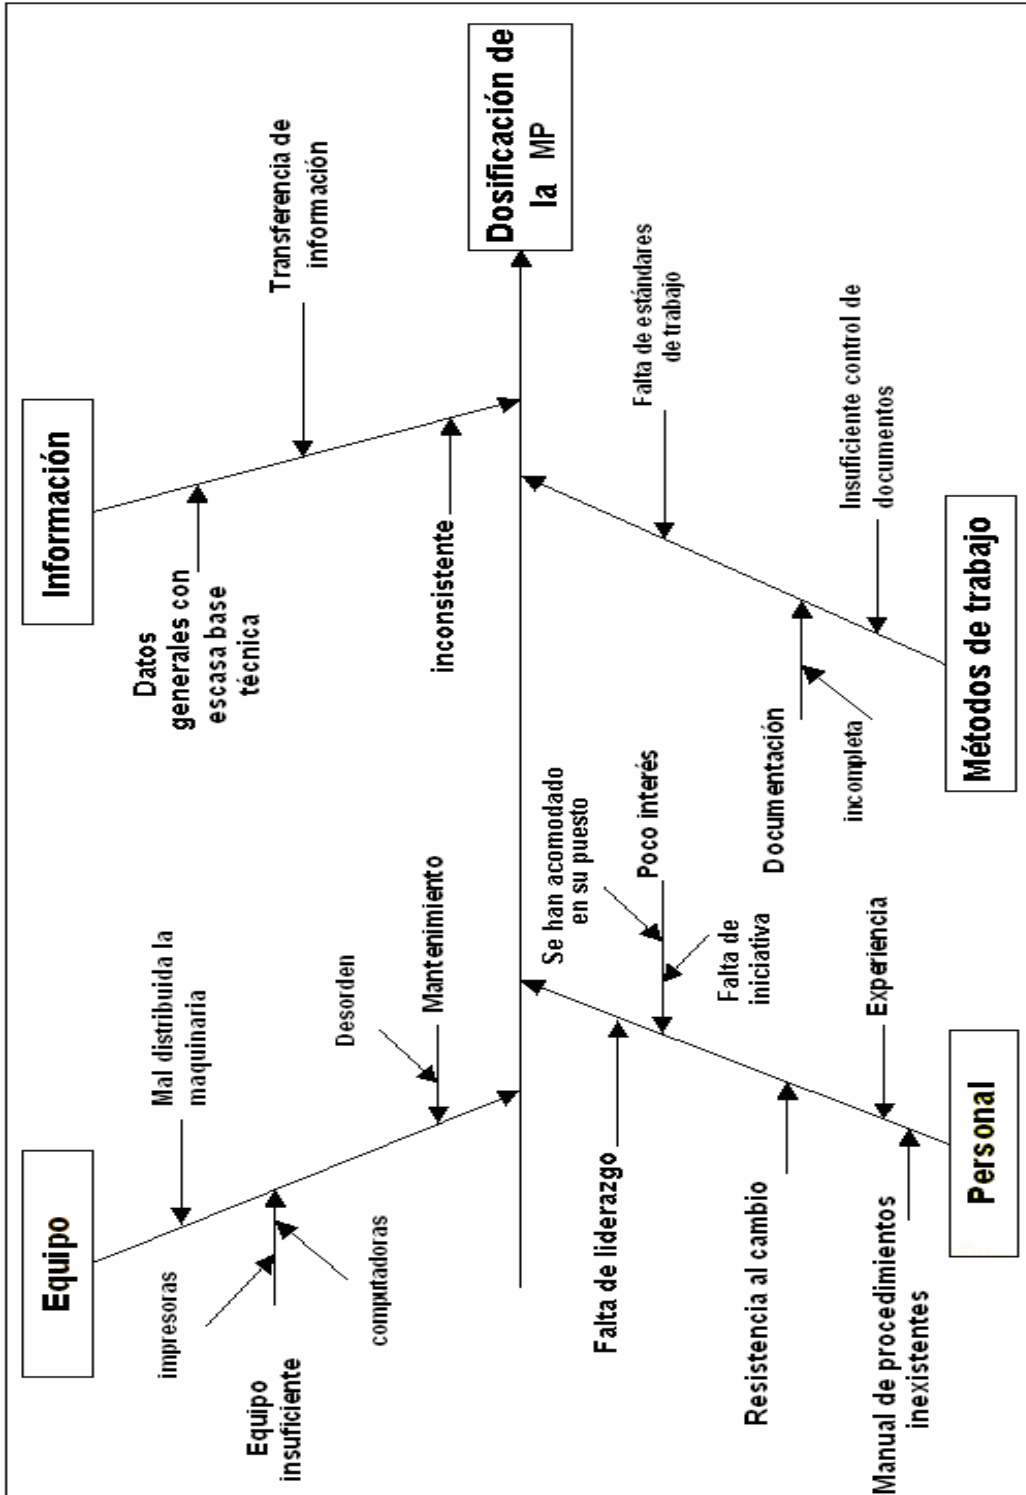 Equipo
Información
Mal distribuida la
maquinaria
impresoras
Equipo
insuficiente
computadoras
Desorden
Mantenimiento
Datos
generales con
escasa base
técnica
Transferencia de
información
inconsistente
Dosificación de
la MP
Falta de liderazgo
Se han acomodado
en su puesto
Poco interés
Falta de
iniciativa
Resistencia al cambio
Experiencia
Manual de procedimientos
inexistentes
Falta de estándares
de trabajo
Documentación
incompleta
Insuficiente control de
documentos
Personal
Métodos de trabajo